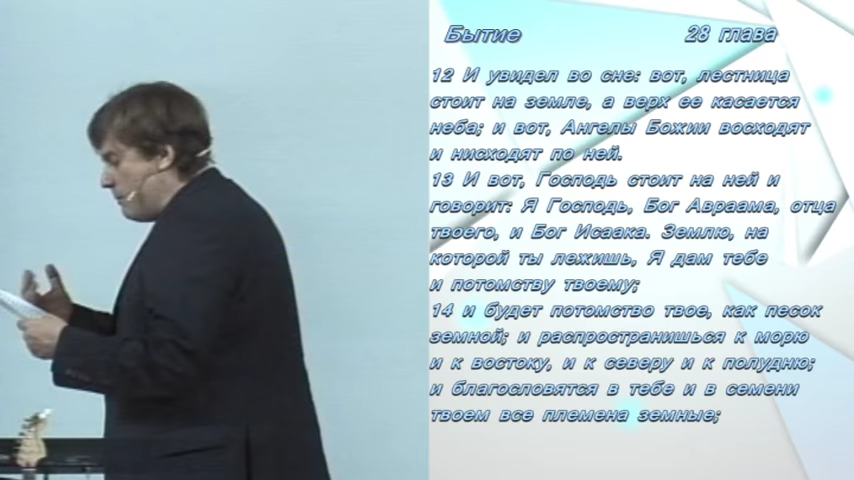 Бытие 28 глава
12 И увидел во сне: вот, лестница
стоит на земле, а верх ее касается
неба; и вот, Ангелы Божии восходят
и нисходят по ней.
13 И вот, Господь стоит на ней и
говорит: Я Господь, Бог Авраама, отца
твоего, и Бог Исаака. Землю, на
которой ты лежишь, Я дам тебе
и потомству твоему;
14 и будет потомство твое, как песок
земной; и распространишься к морю
и к востоку, и к северу и к полудню;
и благословятся в тебе и в семени
твоем все племена земные;